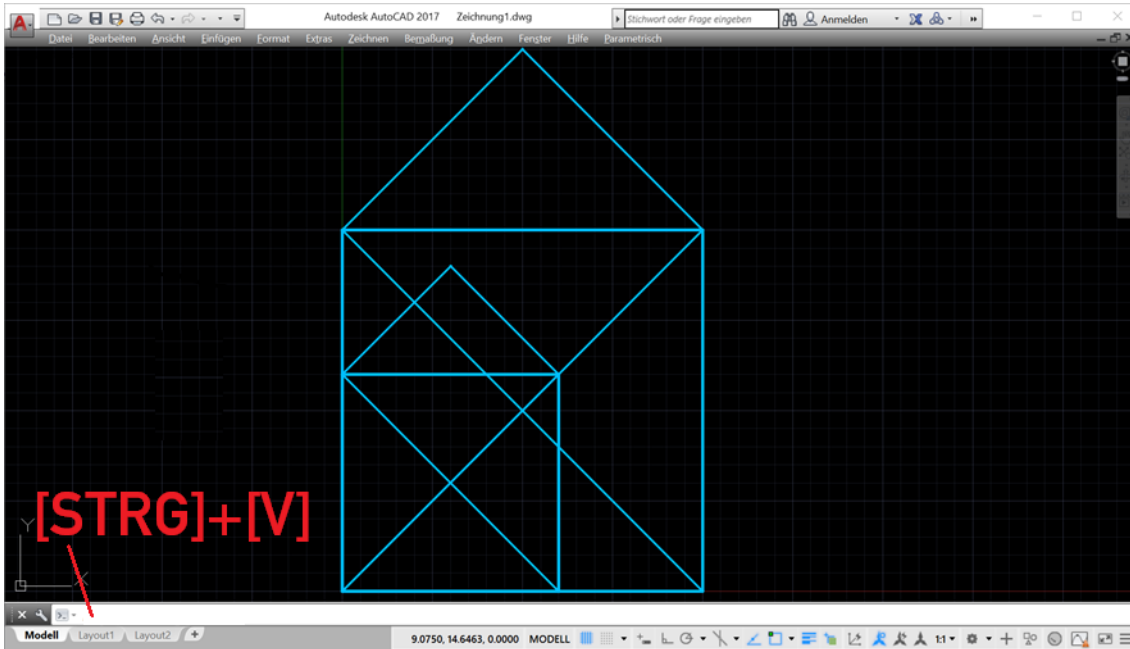 A. Autodesk AutoCAD 2017 Zeichnung1.dwg Stichwort oder Frage eingeben Anmelden
Datei Bearbeiten Ansicht Einfügen Format Extras Zeichnen Bemaßung Ändern Fenster Hilfe Parametrisch
[STRG]+[V]
Y
X
Modell Layout1 Layout2 + 9.0750, 14.6463, 0.0000 MODELL 1:1